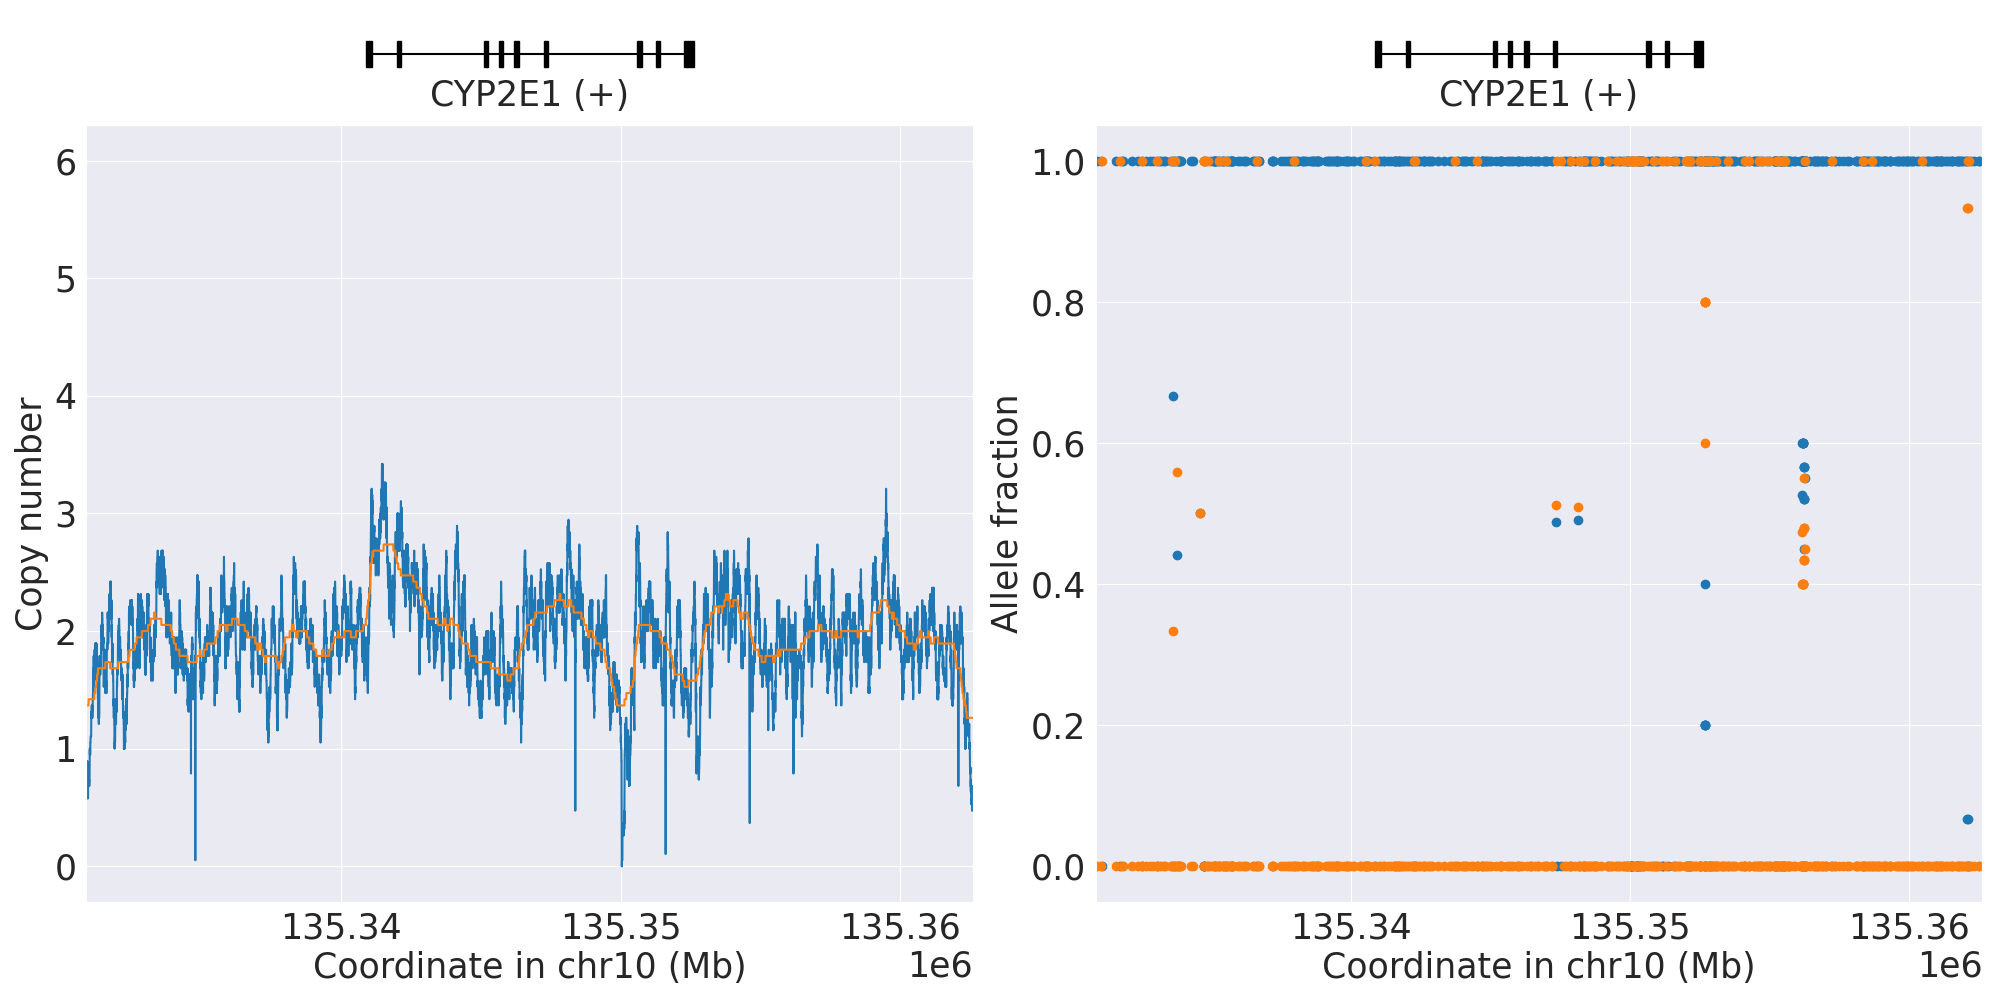 CYP2E1 (+)
6
5
4
3
2
1
0
Copy number
135.34 135.35 135.36
Coordinate in chr10 (Mb) 1e6
CYP2E1 (+)
1.0
0.8
0.6
0.4
0.2
0.0
Allele fraction
135.34 135.35 135.36
Coordinate in chr10 (Mb) 1e6